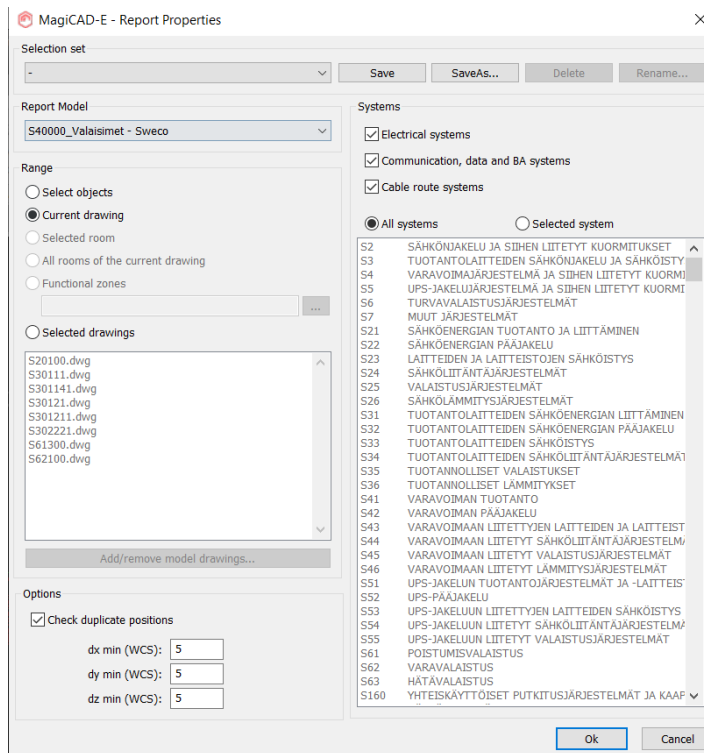 MagiCAD-E - Report Properties
Selection set
-
Save
SaveAs...
Delete
Rename...
Report Model
S40000_Valaisimet - Sweco
Range
Select objects
Current drawing
Selected room
All rooms of the current drawing
Functional zones
...
Selected drawings
S20100.dwg
S30111.dwg
S301141.dwg
S30121.dwg
S301211.dwg
S302221.dwg
S61300.dwg
S62100.dwg
Add/remove model drawings...
Options
Check duplicate positions
dx min (WCS): 5
dy min (WCS): 5
dz min (WCS): 5
Systems
Electrical systems
Communication, data and BA systems
Cable route systems
All systems
Selected system
S2 SÄHKÖNJAKELU JA SIIHEN LIITETYT KUORMITUKSET
S3 TUOTANTOLAITTEIDEN SÄHKÖNJAKELU JA SÄHKÖISTY
S4 VARAVOIMAJÄRJESTELMÄ JA SIIHEN LIITETYT KUORMI
S5 UPS-JAKELUJÄRJESTELMÄ JA SIIHEN LIITETYT KUORMI
S6 TURVAVALAISTUSJÄRJESTELMÄT
S7 MUUT JÄRJESTELMÄT
S21 SÄHKÖENERGIAN TUOTANTO JA LIITTÄMINEN
S22 SÄHKÖENERGIAN PÄÄJAKELU
S23 LAITTEIDEN JA LAITTEISTOJEN SÄHKÖISTYS
S24 SÄHKÖLIITÄNTÄJÄRJESTELMÄT
S25 VALAISTUSJÄRJESTELMÄT
S26 SÄHKÖLÄMMITYSJÄRJESTELMÄT
S31 TUOTANTOLAITTEIDEN SÄHKÖENERGIAN LIITTÄMINEN
S32 TUOTANTOLAITTEIDEN SÄHKÖENERGIAN PÄÄJAKELU
S33 TUOTANTOLAITTEIDEN SÄHKÖISTYS
S34 TUOTANTOLAITTEIDEN SÄHKÖLIITÄNTÄJÄRJESTELMÄT
S35 TUOTANNOLLISET VALAISTUKSET
S36 TUOTANNOLLISET LÄMMITYKSET
S41 VARAVOIMAN TUOTANTO
S42 VARAVOIMAN PÄÄJAKELU
S43 VARAVOIMAAN LIITETTYJEN LAITTEIDEN JA LAITTEIST
S44 VARAVOIMAAN LIITETYT SÄHKÖLIITÄNTÄJÄRJESTELMÄ
S45 VARAVOIMAAN LIITETYT VALAISTUSJÄRJESTELMÄT
S46 VARAVOIMAAN LIITETYT LÄMMITYSJÄRJESTELMÄT
S51 UPS-JAKELUN TUOTANTOJÄRJESTELMÄT JA -LAITTEIS
S52 UPS-PÄÄJAKELU
S53 UPS-JAKELUUN LIITETTYJEN LAITTEIDEN SÄHKÖISTYS
S54 UPS-JAKELUUN LIITETYT SÄHKÖLIITÄNTÄJÄRJESTELMÄ
S55 UPS-JAKELUUN LIITETYT VALAISTUSJÄRJESTELMÄT
S61 POISTUMISVALAISTUS
S62 VARAVALAISTUS
S63 HÄTÄVALAISTUS
S160 YHTEISKÄYTTÖISET PUTKITUSJÄRJESTELMÄT JA KAAP
Ok
Cancel